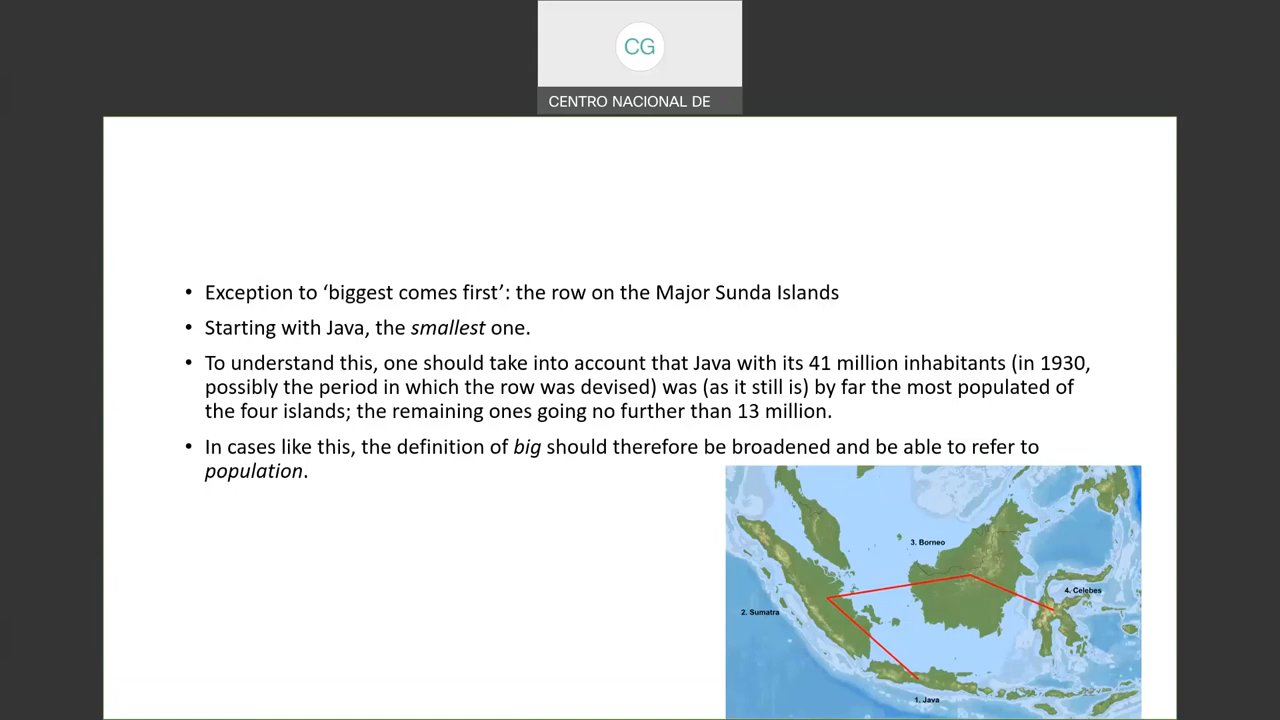 CG
CENTRO NACIONAL DE
• Exception to ‘biggest comes first’: the row on the Major Sunda Islands
• Starting with Java, the smallest one.
• To understand this, one should take into account that Java with its 41 million inhabitants (in 1930,
possibly the period in which the row was devised) was (as it still is) by far the most populated of
the four islands; the remaining ones going no further than 13 million.
• In cases like this, the definition of big should therefore be broadened and be able to refer to
population.
3. Borneo
4. Celebes
2. Sumatra
1. Java